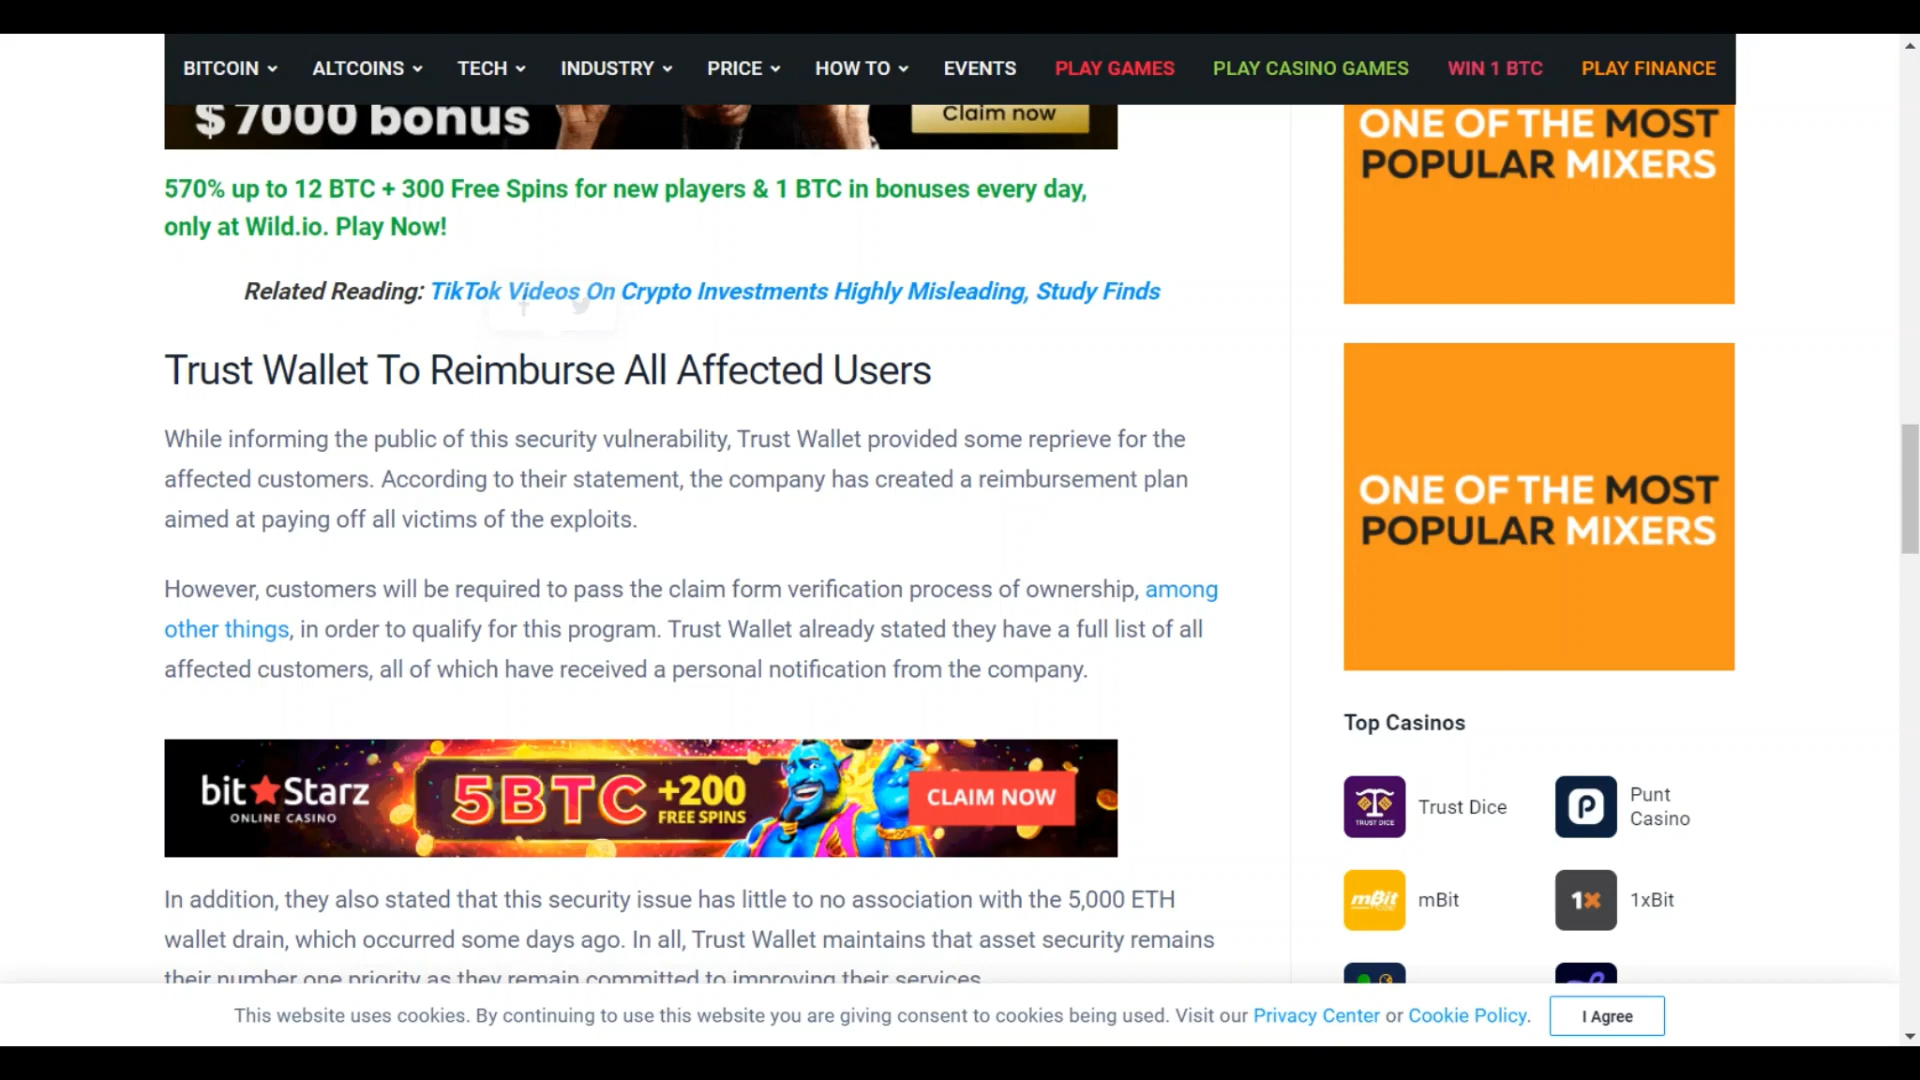 BITCOIN ALTCOINS TECH INDUSTRY PRICE HOW TO EVENTS PLAY GAMES PLAY CASINO GAMES WIN 1 BTC PLAY FINANCE
$7000 bonus
Claim now
570% up to 12 BTC + 300 Free Spins for new players & 1 BTC in bonuses every day,
only at Wild.io. Play Now!
Related Reading: TikTok Videos On Crypto Investments Highly Misleading, Study Finds
Trust Wallet To Reimburse All Affected Users
While informing the public of this security vulnerability, Trust Wallet provided some reprieve for the
affected customers. According to their statement, the company has created a reimbursement plan
aimed at paying off all victims of the exploits.
However, customers will be required to pass the claim form verification process of ownership, among
other things, in order to qualify for this program. Trust Wallet already stated they have a full list of all
affected customers, all of which have received a personal notification from the company.
bitStarz
ONLINE CASINO
5BTC
+200
FREE SPINS
CLAIM NOW
In addition, they also stated that this security issue has little to no association with the 5,000 ETH
wallet drain, which occurred some days ago. In all, Trust Wallet maintains that asset security remains
their number one priority as they remain committed to improving their services.
ONE OF THE MOST
POPULAR MIXERS
ONE OF THE MOST
POPULAR MIXERS
Top Casinos
TRUST DICE
Trust Dice
P
Punt
Casino
mBit
mBit
1x
1xBit
This website uses cookies. By continuing to use this website you are giving consent to cookies being used. Visit our Privacy Center or Cookie Policy.
I Agree